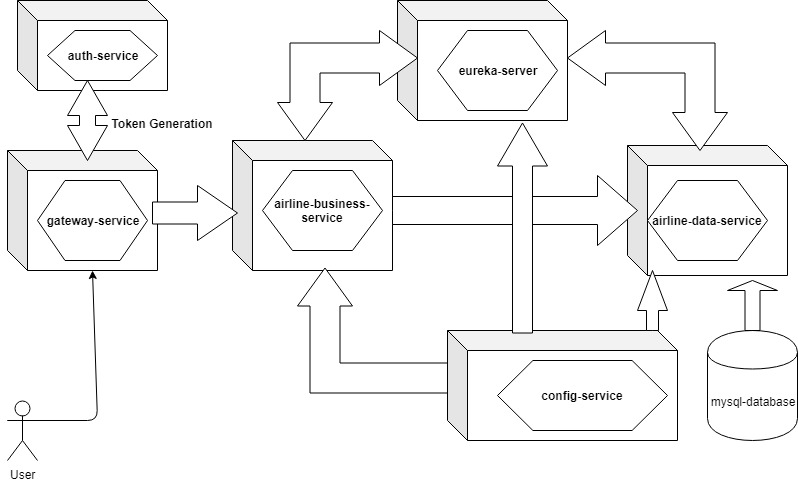 auth-service
eureka-server
Token Generation
gateway-service
airline-business-
service
airline-data-service
config-service
mysql-database
User